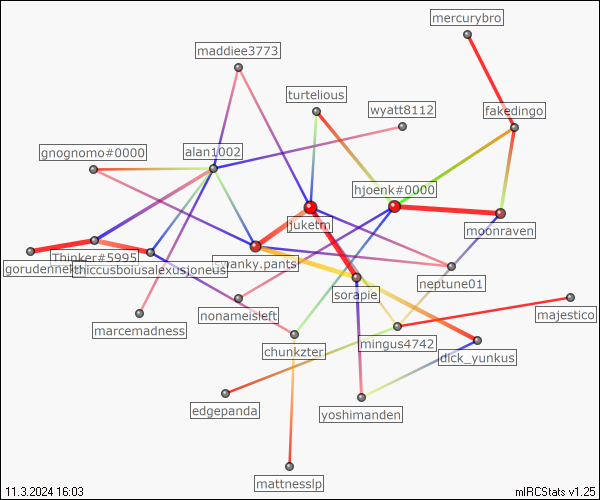 mercurybro
maddiee3773
turtelious
wyatt8112
fakedingo
gnognomo#0000
alan1002
hjoenk#0000
juketm
moonraven
Thinker#5995
gorudennektar
thiccusboiusalexusjoneus
swanky.pants
neptune01
sorapie
nonameisleft
majestico
marcemadness
mingus4742
chunkzter
dick_yunkus
edgepanda
yoshimanden
mattnesslp
11.3.2024 16:03
mIRCStats v1.25